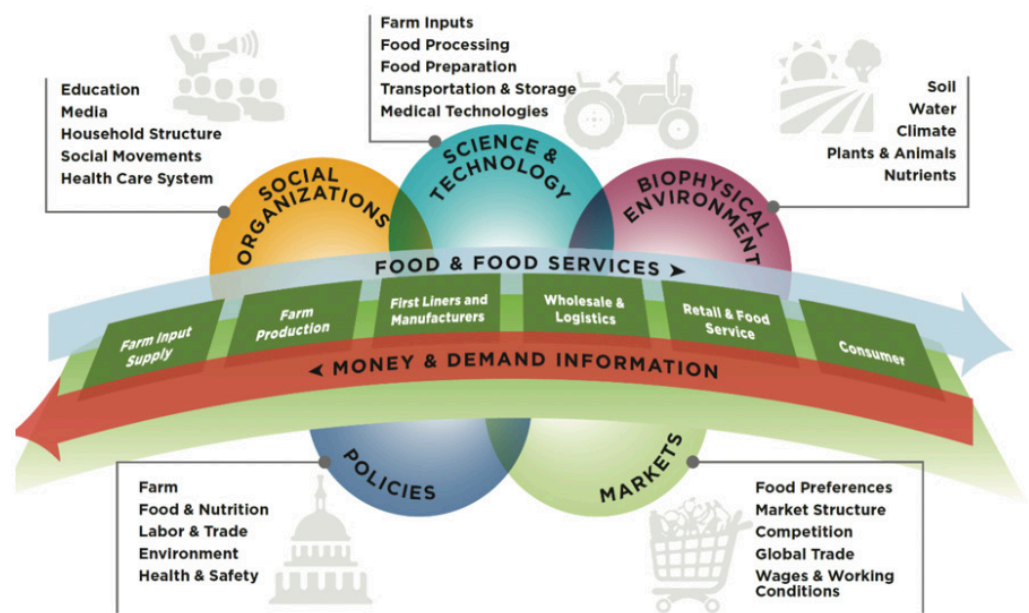 Farm Inputs
Food Processing
Food Preparation
Transportation & Storage
Medical Technologies
Education
Media
Household Structure
Social Movements
Health Care System
Soil
Water
Climate
Plants & Animals
Nutrients
SOCIAL
ORGANIZATIONS
SCIENCE &
TECHNOLOGY
BIOPHYSICAL
ENVIRONMENT
FOOD & FOOD SERVICES
Farm Input
Supply
Farm
Production
First Liners and
Manufacturers
Wholesale &
Logistics
Retail & Food
Service
Consumer
MONEY & DEMAND INFORMATION
POLICIES
MARKETS
Farm
Food & Nutrition
Labor & Trade
Environment
Health & Safety
Food Preferences
Market Structure
Competition
Global Trade
Wages & Working
Conditions